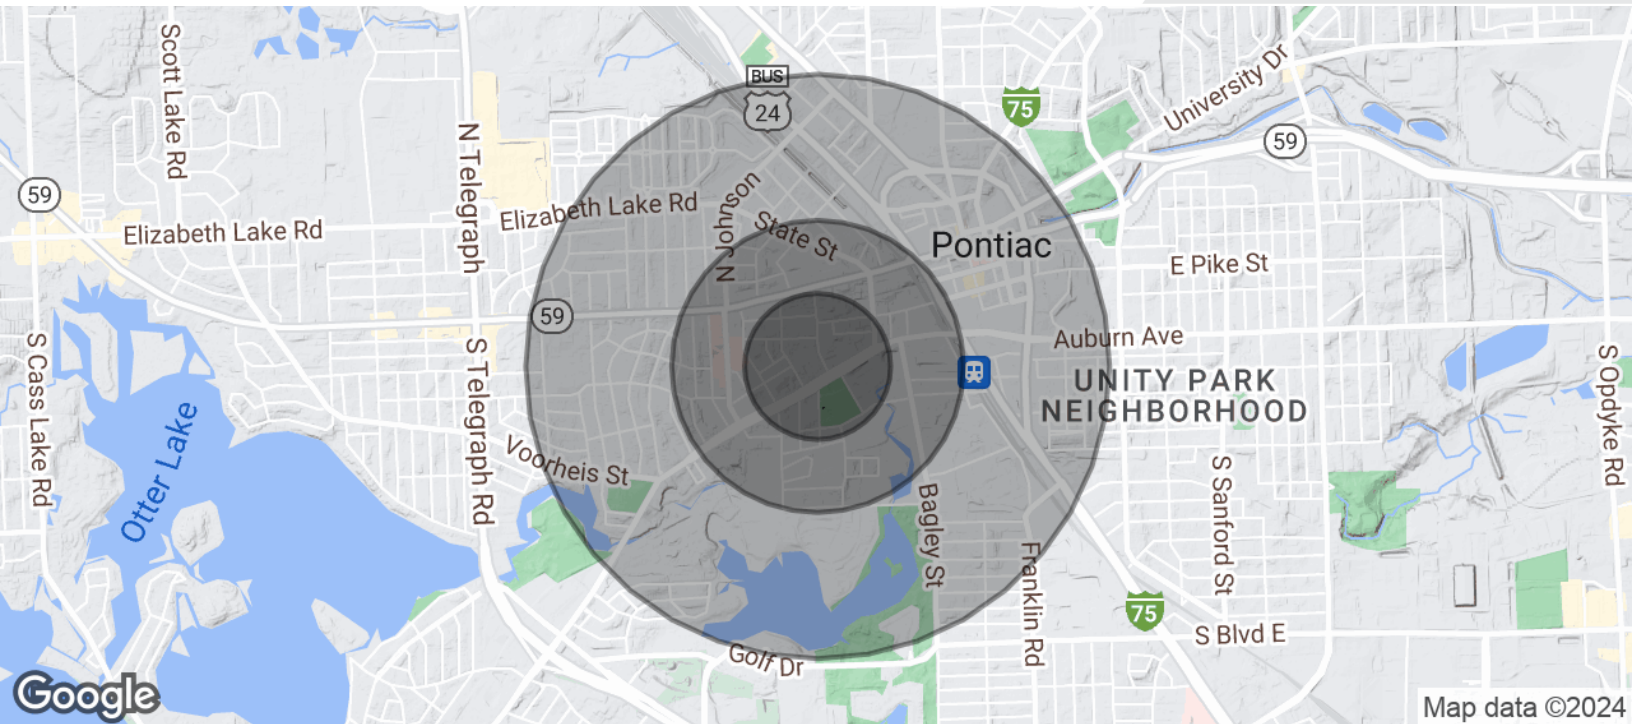 Scott Lake Rd
BUS
24
75
University Dr
59
N Telegraph
59
Elizabeth Lake Rd
Elizabeth Lake Rd
N Johnson
State St
Pontiac
E Pike St
59
Auburn Ave
S Cass Lake Rd
S Telegraph Rd
UNITY PARK
NEIGHBORHOOD
S Opdyke Rd
Otter Lake
Voorheis St
Bagley St
S Sanford St
Franklin Rd
75
S Blvd E
Golf Dr
Google
Map data ©2024